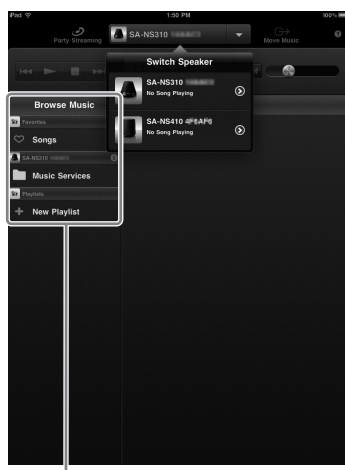 iPad
1:50 PM
100%
Party Streaming
SA-NS310
Move Music
?
Switch Speaker
SA-NS310
No Song Playing
SA-NS410
No Song Playing
Browse Music
Favorites
Songs
SA-NS310
Music Services
Playlists
New Playlist